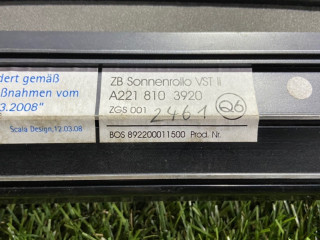 dert gemäß
ßnahmen vom
3.2008"
Scala Design,12.03.08
ZB Sonnenrollo VST II
A221 810 3920
ZGS 001
2461
Q6
BOS 892200011500 Prod. Nr.